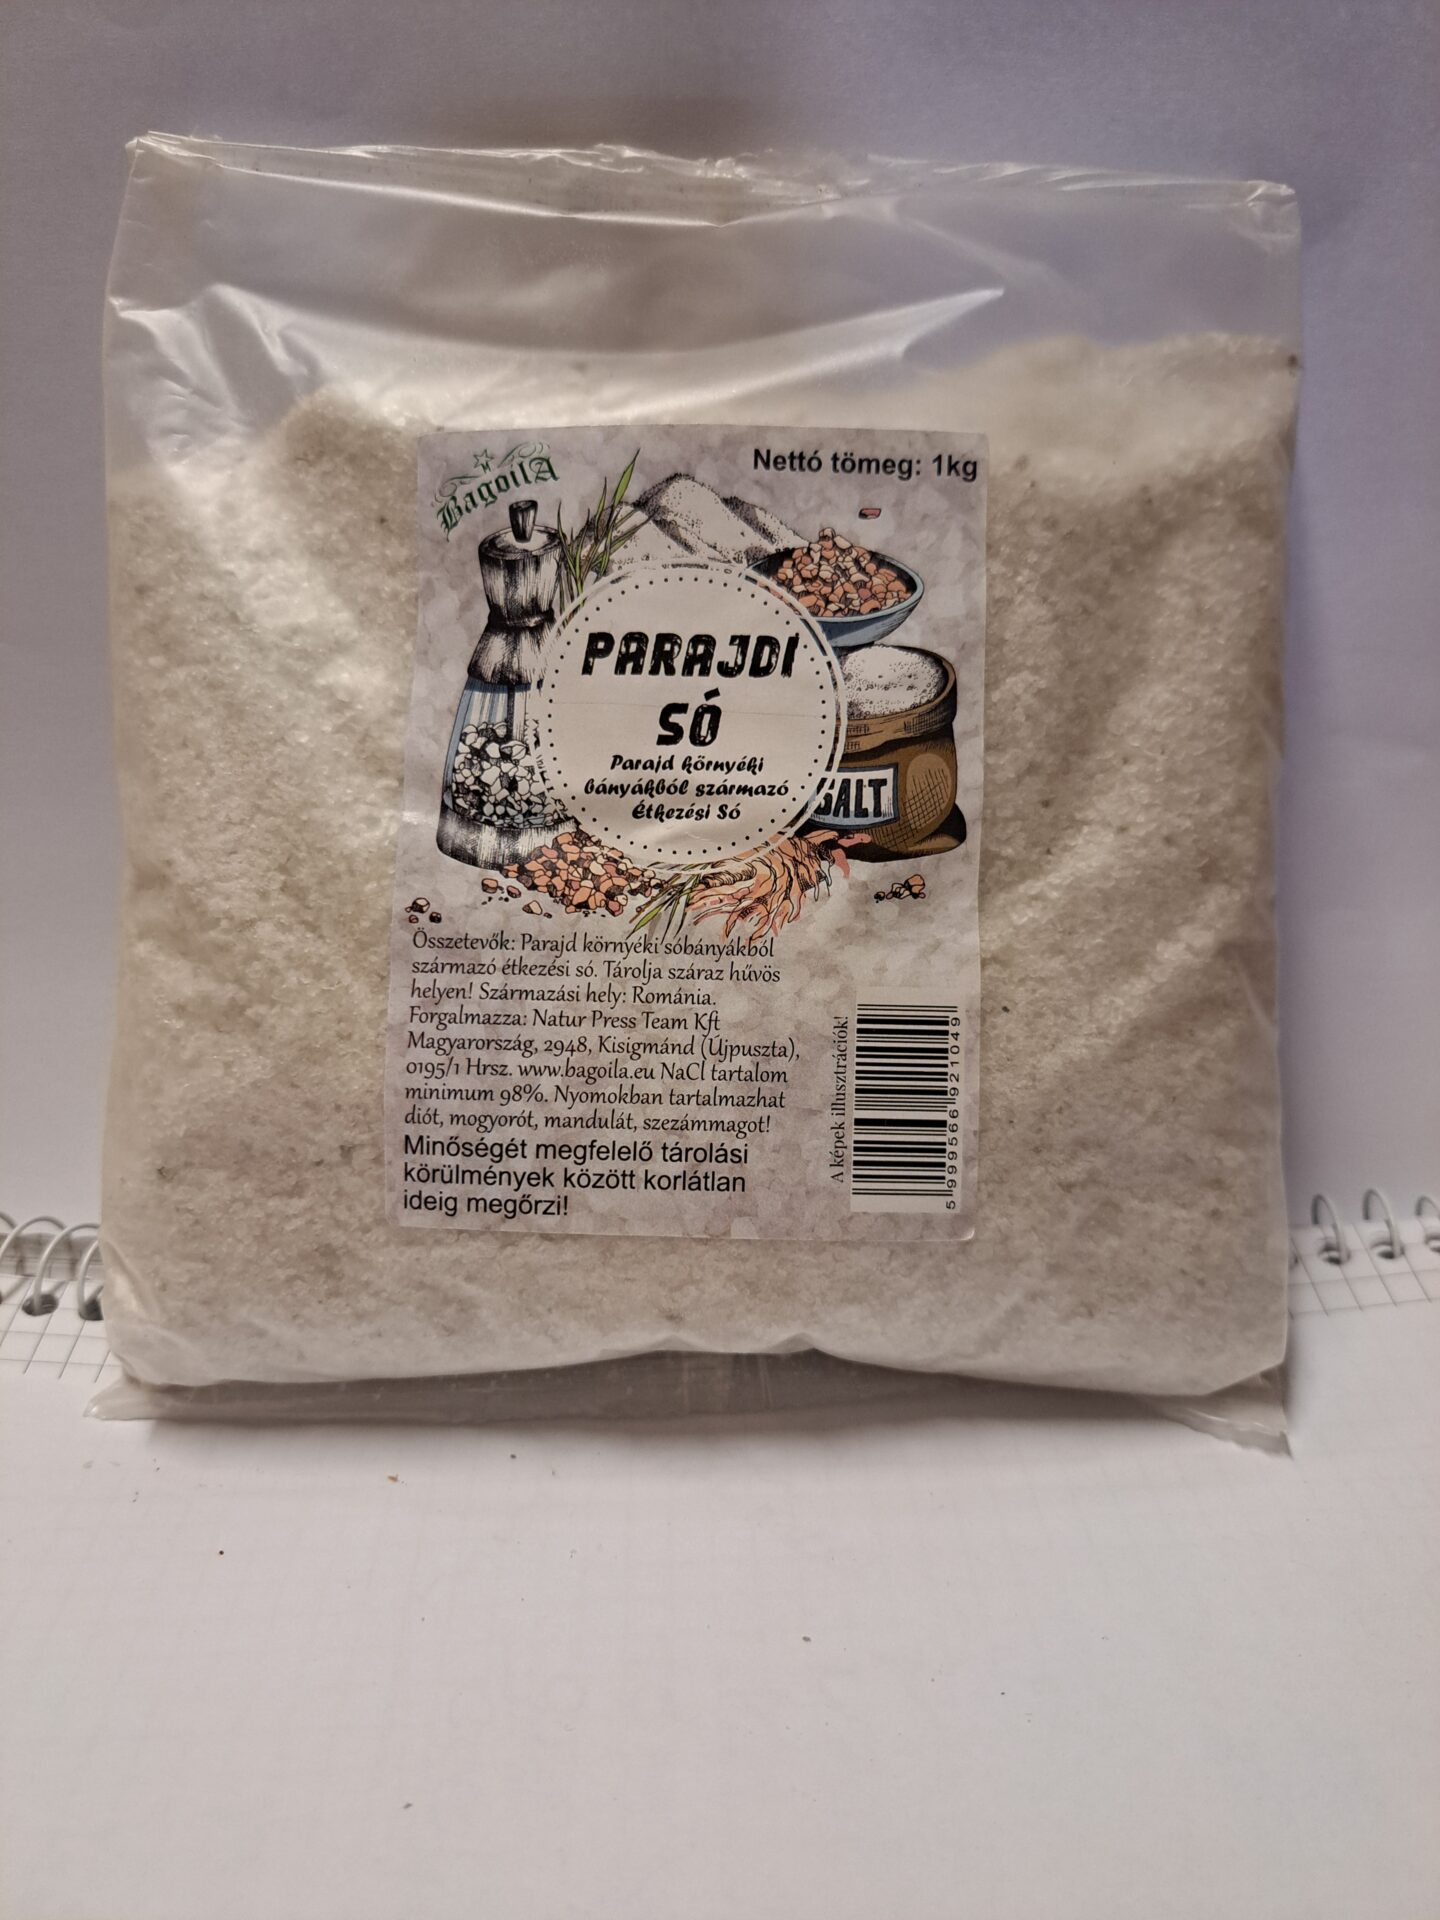 BagoilA
Nettó tömeg: 1kg
PARAJDI
SÓ
Parajd környéki
bányákból származó
Étkezési Só
SALT
Összetevők: Parajd környéki sóbányákból
származó étkezési só. Tárolja száraz hűvös
helyen! Származási hely: Románia.
Forgalmazza: Natur Press Team Kft
Magyarország, 2948, Kisigmánd (Újpuszta),
0195/1 Hrsz. www.bagoila.eu NaCl tartalom
minimum 98%. Nyomokban tartalmazhat
diót, mogyorót, mandulát, szezámmagot!
Minőségét megfelelő tárolási
körülmények között korlátlan
ideig megőrzi!
A képek illusztrációk!
5999566921049